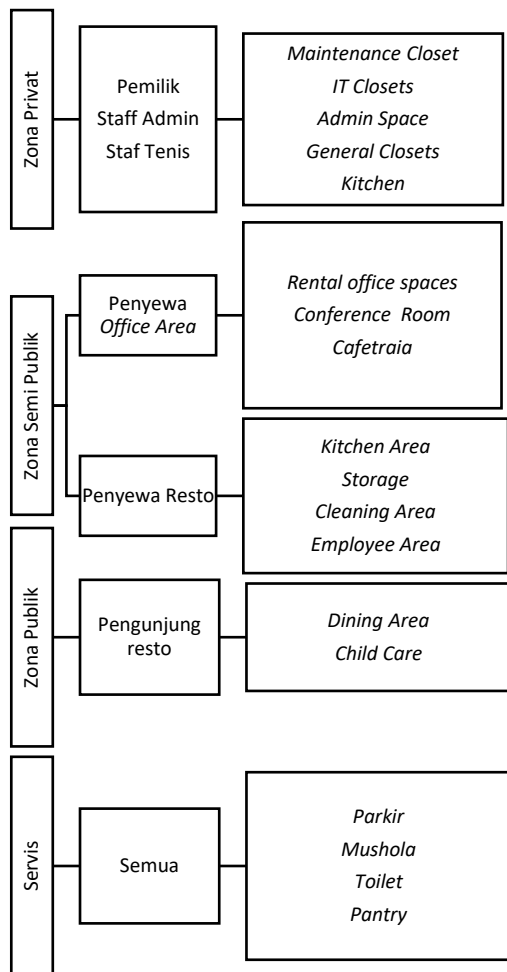 Zona Privat
Pemilik
Staff Admin
Staf Tenis
Maintenance Closet
IT Closets
Admin Space
General Closets
Kitchen
Zona Semi Publik
Penyewa
Office Area
Rental office spaces
Conference Room
Cafetraia
Penyewa Resto
Kitchen Area
Storage
Cleaning Area
Employee Area
Zona Publik
Pengunjung
resto
Dining Area
Child Care
Servis
Semua
Parkir
Mushola
Toilet
Pantry